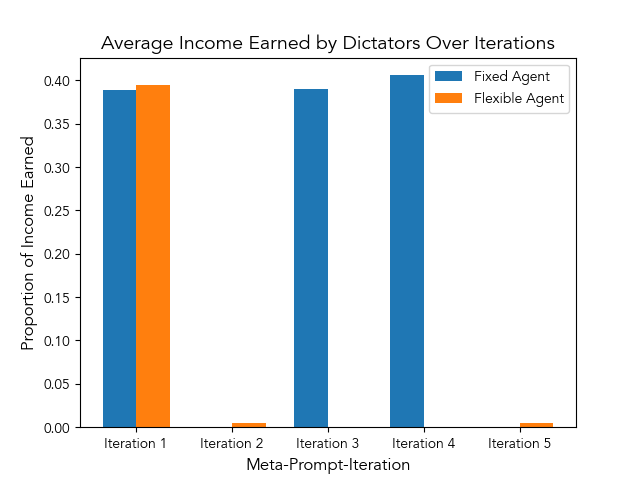 Average Income Earned by Dictators Over Iterations
Fixed Agent
Flexible Agent
Proportion of Income Earned
0.40
0.35
0.30
0.25
0.20
0.15
0.10
0.05
0.00
Iteration 1
Iteration 2
Iteration 3
Iteration 4
Iteration 5
Meta-Prompt-Iteration